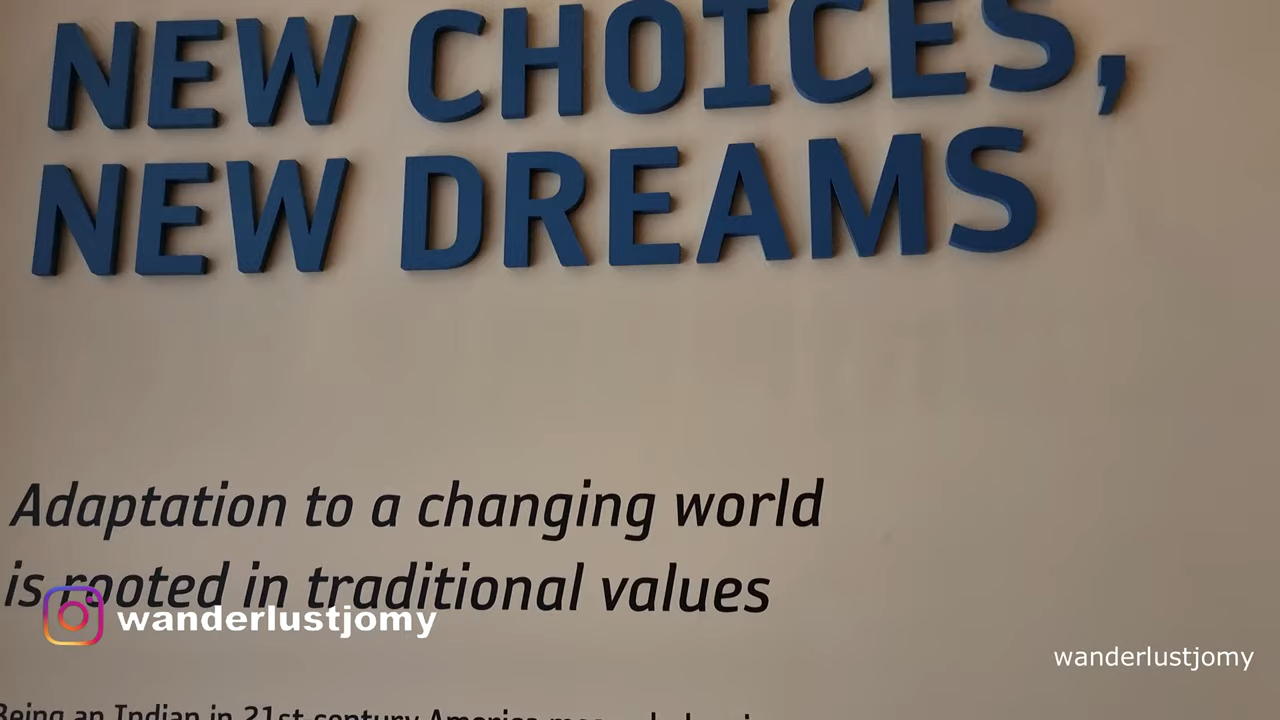 NEW CHOICES,
NEW DREAMS
Adaptation to a changing world
is rooted in traditional values
wanderlustjomy
wanderlustjomy
Being an Indian in 21st-century America